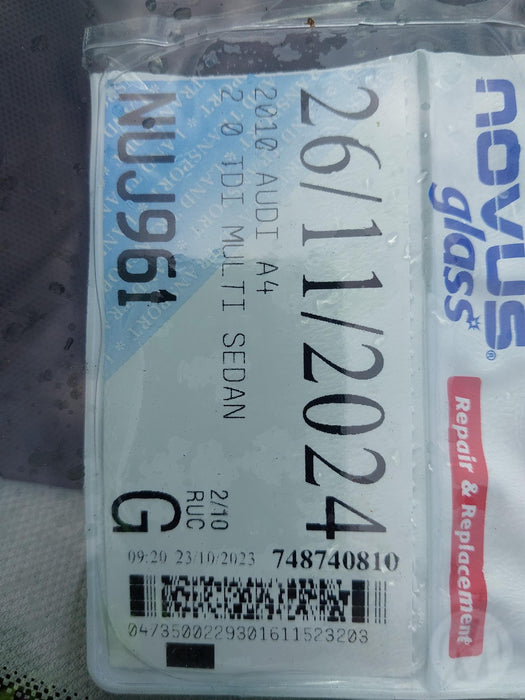 novus
glass®
Repair & Replacement
26/11/2024
2010 AUDI A4
2 0 TDI MULTI SEDAN
NUJ961
2/10
RUC
G
09:20 23/10/2023 748740810
0473500229301611523203